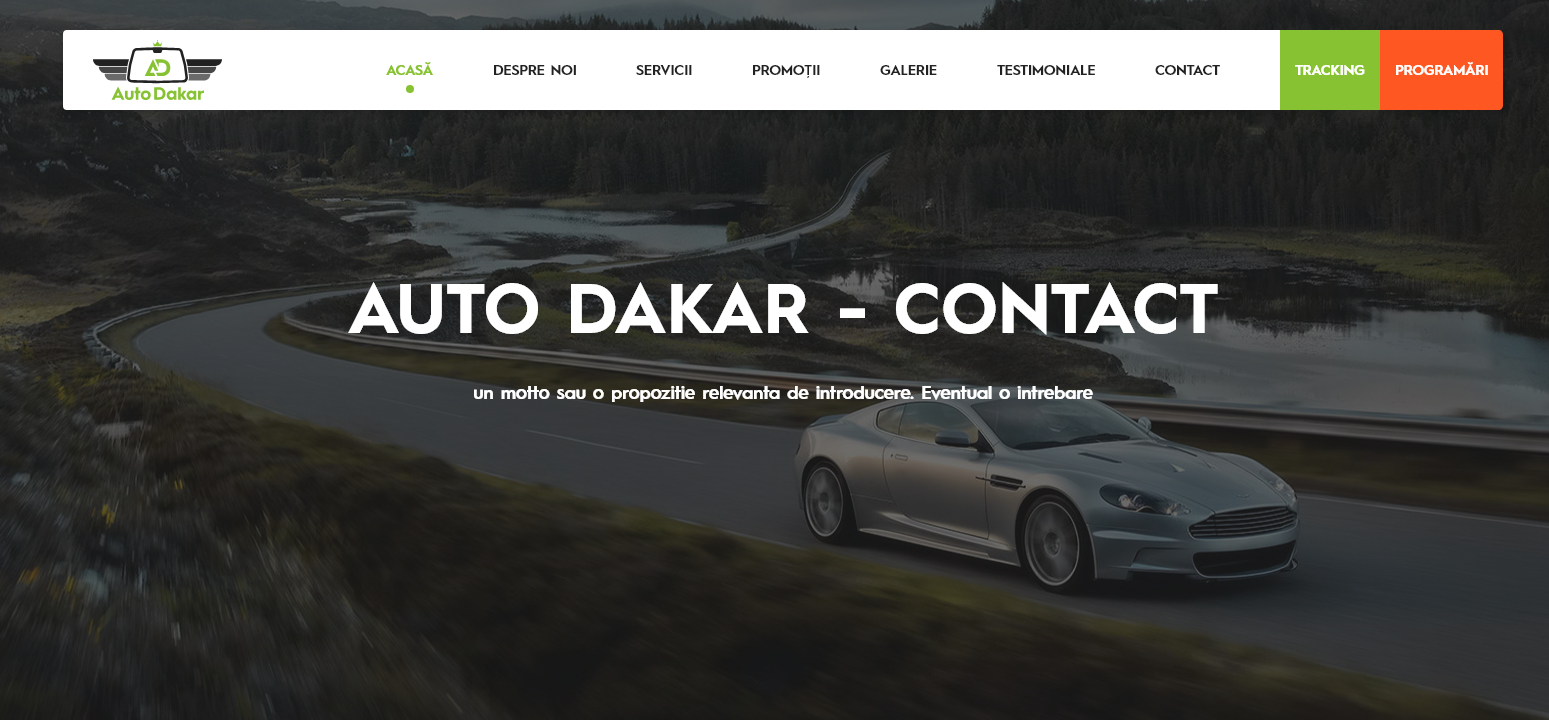 AD
Auto Dakar
ACASĂ DESPRE NOI SERVICII PROMOȚII GALERIE TESTIMONIALE CONTACT TRACKING PROGRAMĂRI
AUTO DAKAR - CONTACT
un motto sau o propozitie relevanta de introducere. Eventual o intrebare